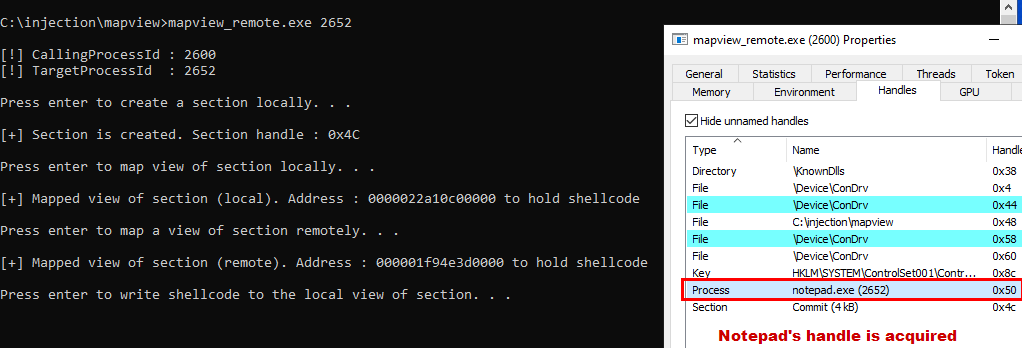 C:\injection\mapview>mapview_remote.exe 2652
[!] CallingProcessId : 2600
[!] TargetProcessId  : 2652
Press enter to create a section locally. . .
[+] Section is created. Section handle : 0x4C
Press enter to map view of section locally. . .
[+] Mapped view of section (local). Address : 0000022a10c00000 to hold shellcode
Press enter to map a view of section remotely. . .
[+] Mapped view of section (remote). Address : 000001f94e3d0000 to hold shellcode
Press enter to write shellcode to the local view of section. . .
mapview_remote.exe (2600) Properties
General Statistics Performance Threads Token
Memory Environment Handles GPU
Hide unnamed handles
Type Name Handle
Directory \KnownDlls 0x38
File \Device\ConDrv 0x4
File \Device\ConDrv 0x44
File C:\injection\mapview 0x48
File \Device\ConDrv 0x58
File \Device\ConDrv 0x60
Key HKLM\SYSTEM\ControlSet001\Contr... 0x8c
Process notepad.exe (2652) 0x50
Section Commit (4 kB) 0x4c
Notepad's handle is acquired